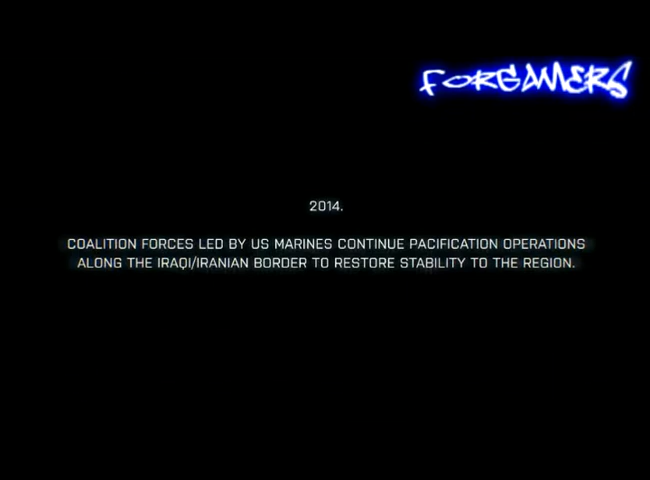 FORGAMERS
2014.
COALITION FORCES LED BY US MARINES CONTINUE PACIFICATION OPERATIONS
ALONG THE IRAQI/IRANIAN BORDER TO RESTORE STABILITY TO THE REGION.